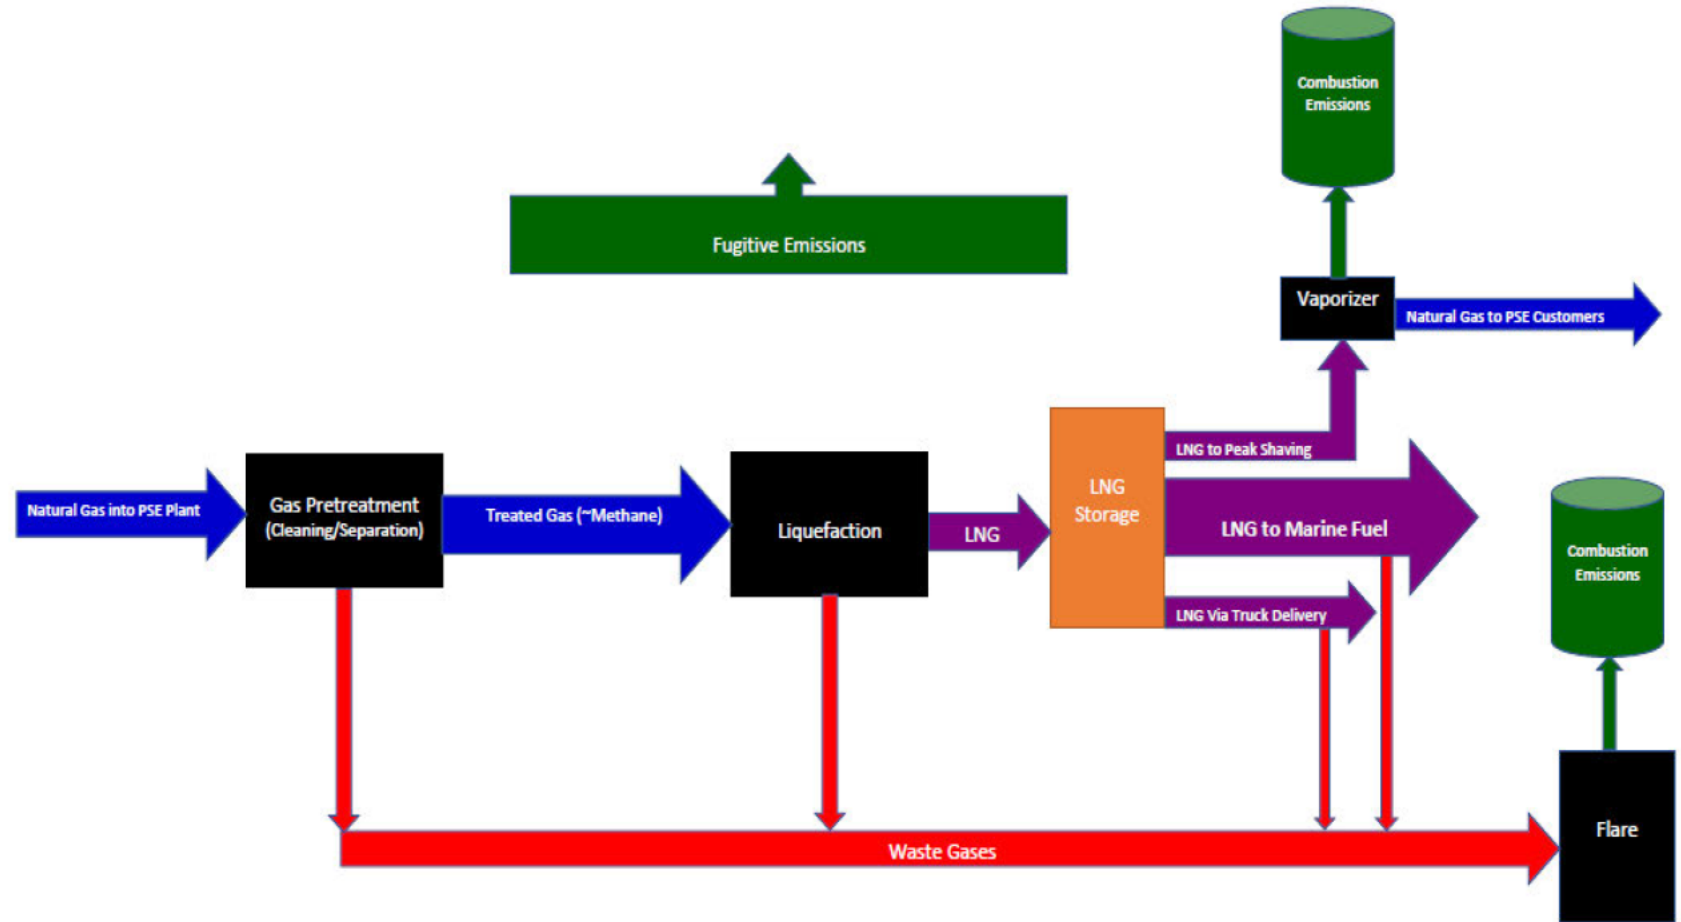 Combustion
Emissions
Fugitive Emissions
Vaporizer
Natural Gas to PSE Customers
Natural Gas into PSE Plant
Gas Pretreatment
(Cleaning/Separation)
Treated Gas (~Methane)
Liquefaction
LNG
LNG
Storage
LNG to Peak Shaving
LNG to Marine Fuel
LNG Via Truck Delivery
Combustion
Emissions
Waste Gases
Flare